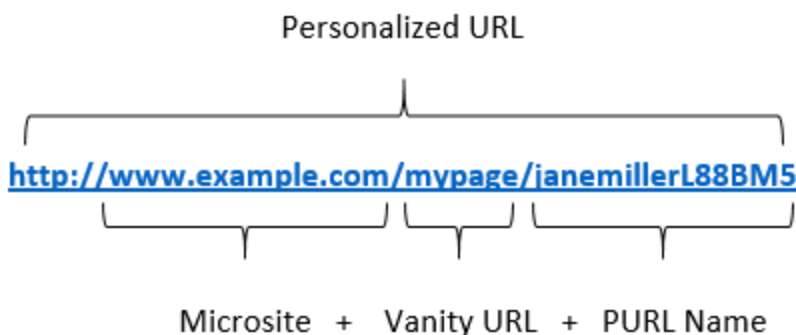 Personalized URL
http://www.example.com/mypage/janemillerL88BM5
Microsite + Vanity URL + PURL Name